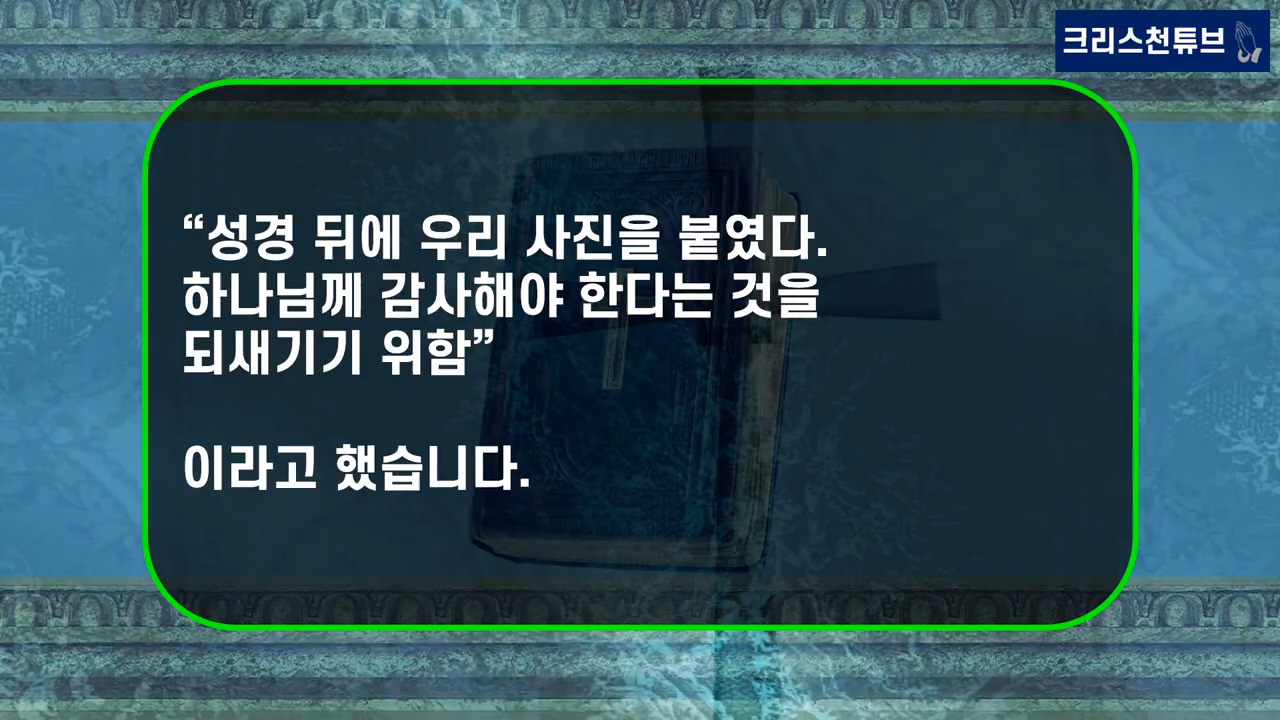 크리스천튜브
“성경 뒤에 우리 사진을 붙였다.
하나님께 감사해야 한다는 것을
되새기기 위함”
이라고 했습니다.